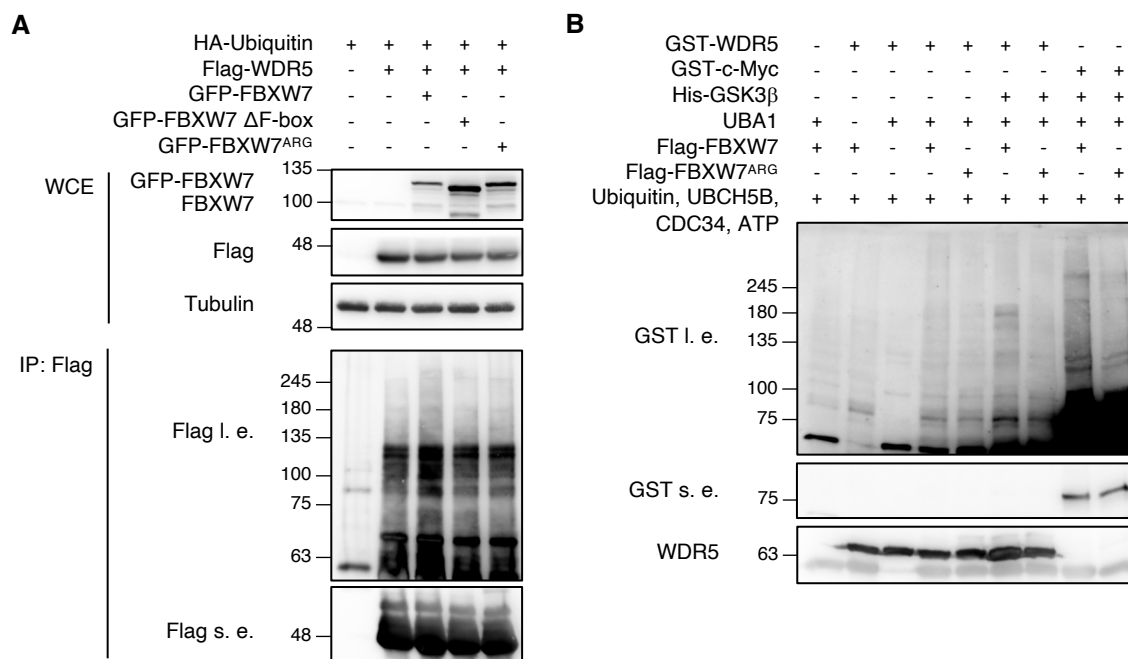 A
HA-Ubiquitin + + + + +
Flag-WDR5 - + + + +
GFP-FBXW7 - - + - -
GFP-FBXW7 ΔF-box - - - + -
GFP-FBXW7ARG - - - - +
WCE
GFP-FBXW7
FBXW7
135
100
Flag
48
Tubulin
48
IP: Flag
Flag l. e.
245
180
135
100
75
63
Flag s. e.
48
B
GST-WDR5 - + + + + + + - -
GST-c-Myc - - - - - - - + +
His-GSK3β - - - - - + + + +
UBA1 + - + + + + + + +
Flag-FBXW7 + + - + - + - + -
Flag-FBXW7ARG - - - - + - + - +
Ubiquitin, UBCH5B, + + + + + + + + +
CDC34, ATP
GST l. e.
245
180
135
100
75
GST s. e.
75
WDR5
63